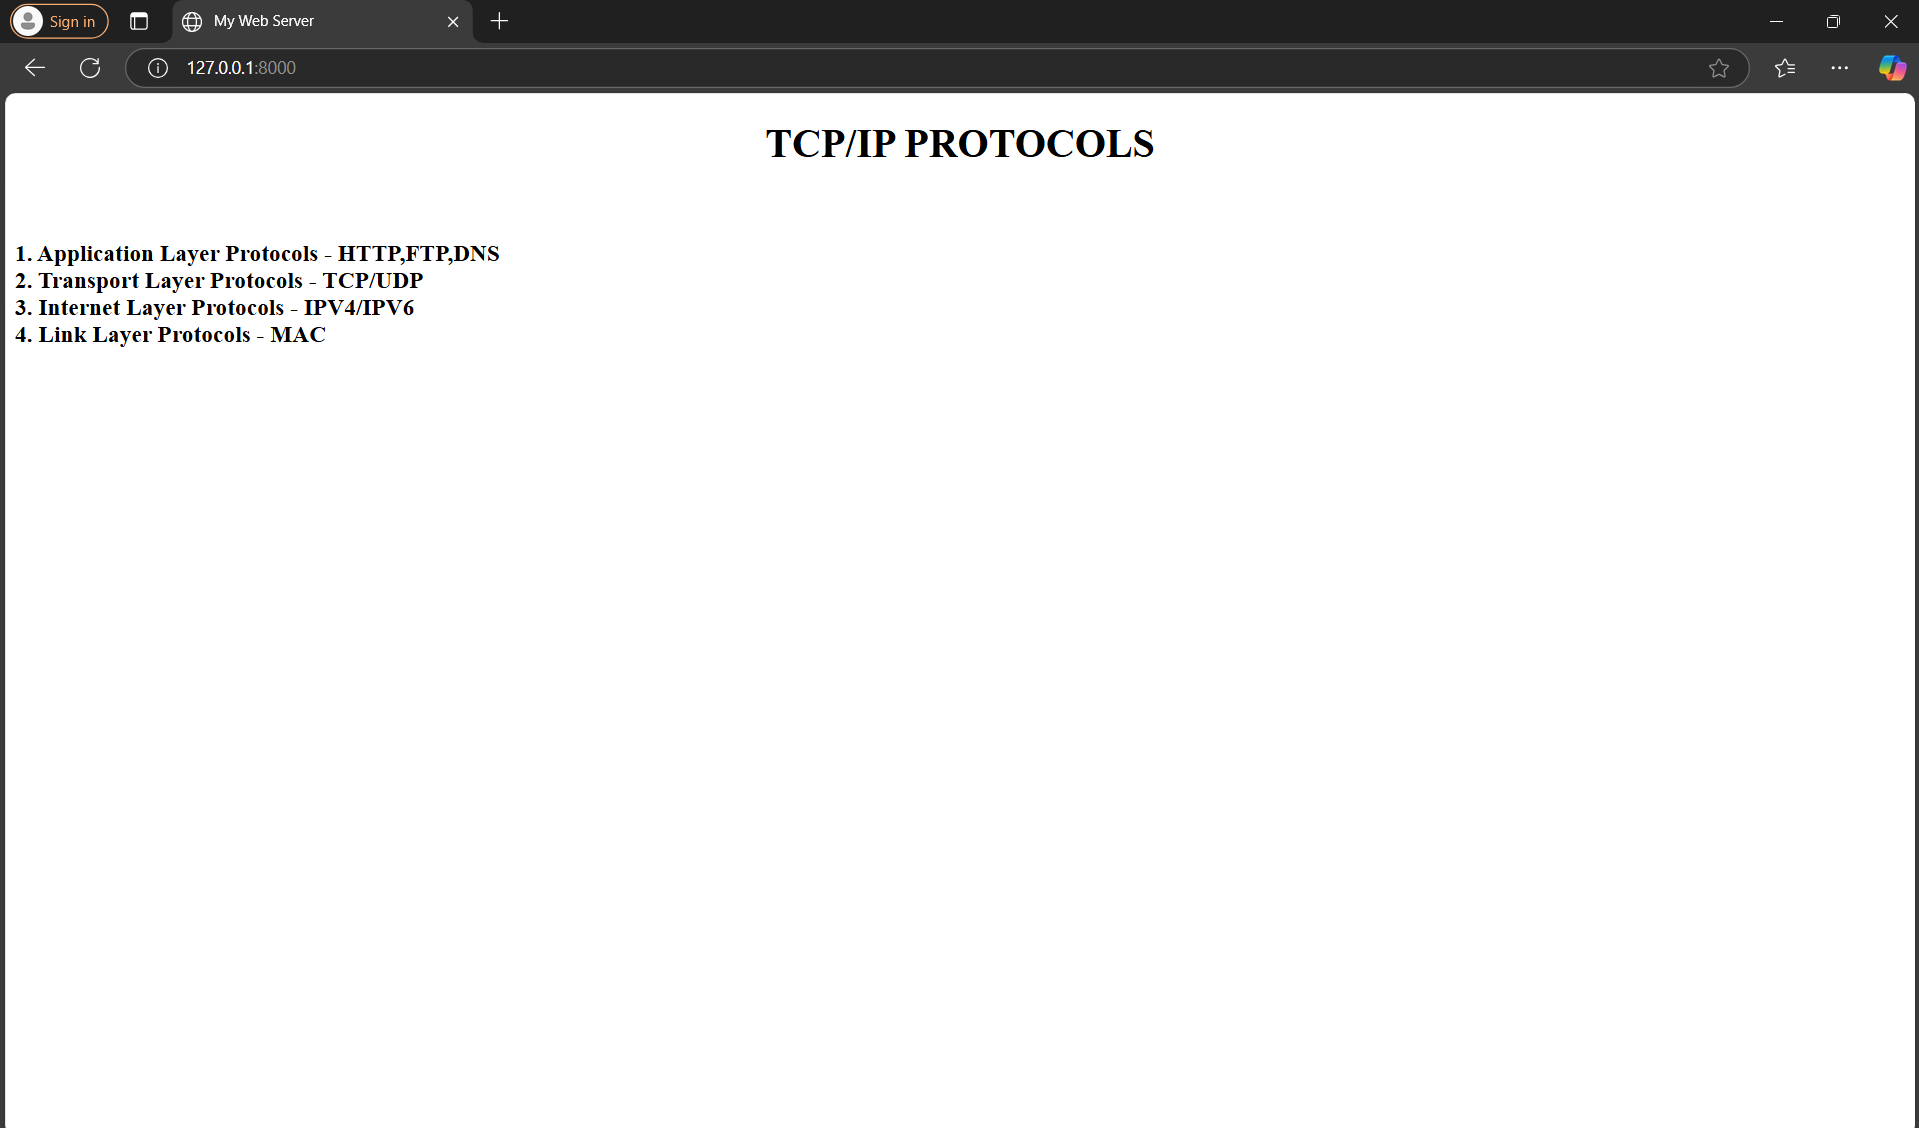 Sign in
My Web Server
127.0.0.1:8000
TCP/IP PROTOCOLS
1. Application Layer Protocols - HTTP,FTP,DNS
2. Transport Layer Protocols - TCP/UDP
3. Internet Layer Protocols - IPV4/IPV6
4. Link Layer Protocols - MAC